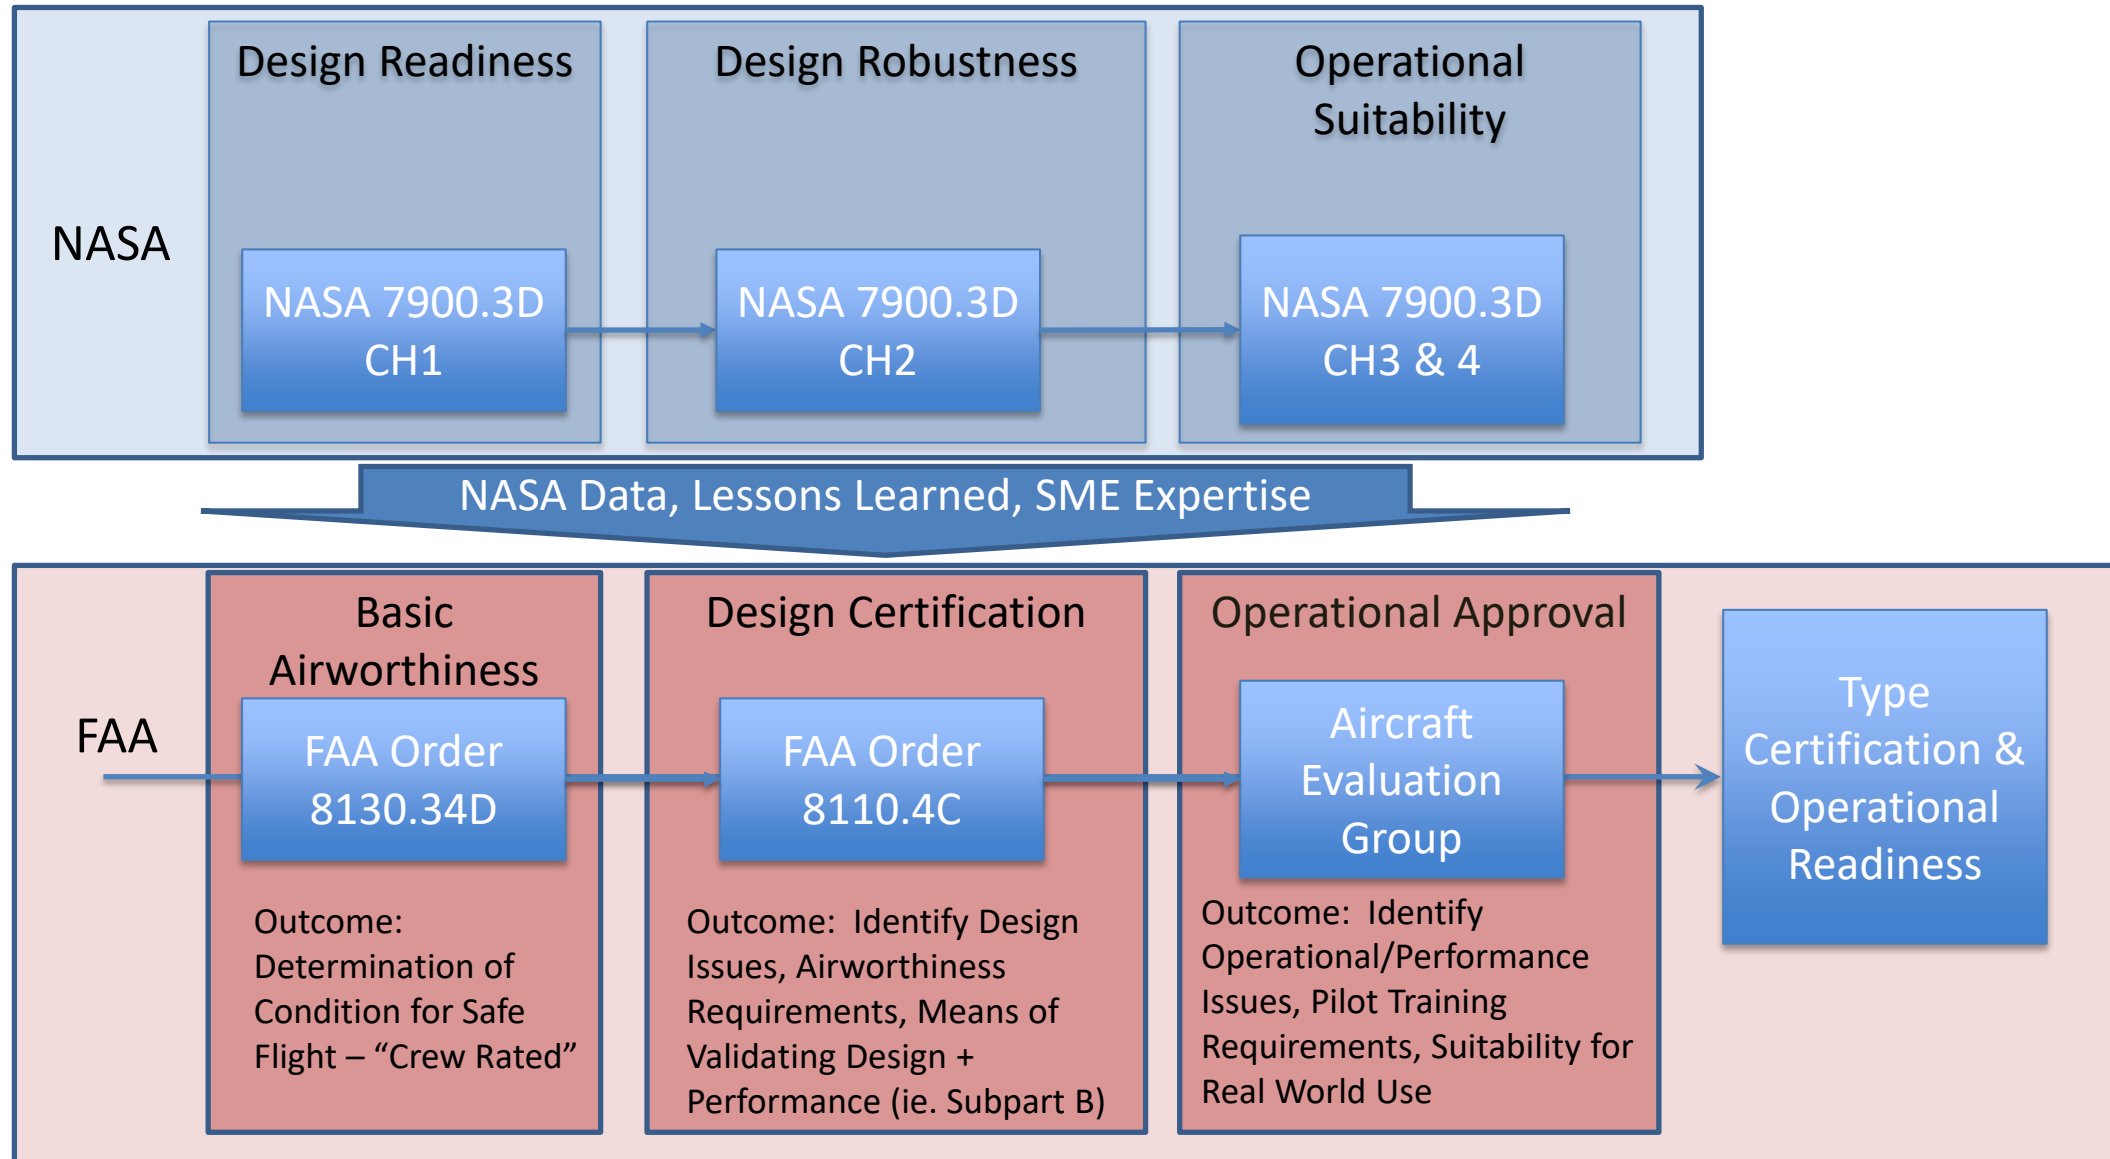 NASA
Design Readiness
NASA 7900.3D
CH1
Design Robustness
NASA 7900.3D
CH2
Operational
Suitability
NASA 7900.3D
CH3 & 4
NASA Data, Lessons Learned, SME Expertise
FAA
Basic
Airworthiness
FAA Order
8130.34D
Outcome:
Determination of
Condition for Safe
Flight – “Crew Rated”
Design Certification
FAA Order
8110.4C
Outcome:  Identify Design
Issues, Airworthiness
Requirements, Means of
Validating Design +
Performance (ie. Subpart B)
Operational Approval
Aircraft
Evaluation
Group
Outcome:  Identify
Operational/Performance
Issues, Pilot Training
Requirements, Suitability for
Real World Use
Type
Certification &
Operational
Readiness